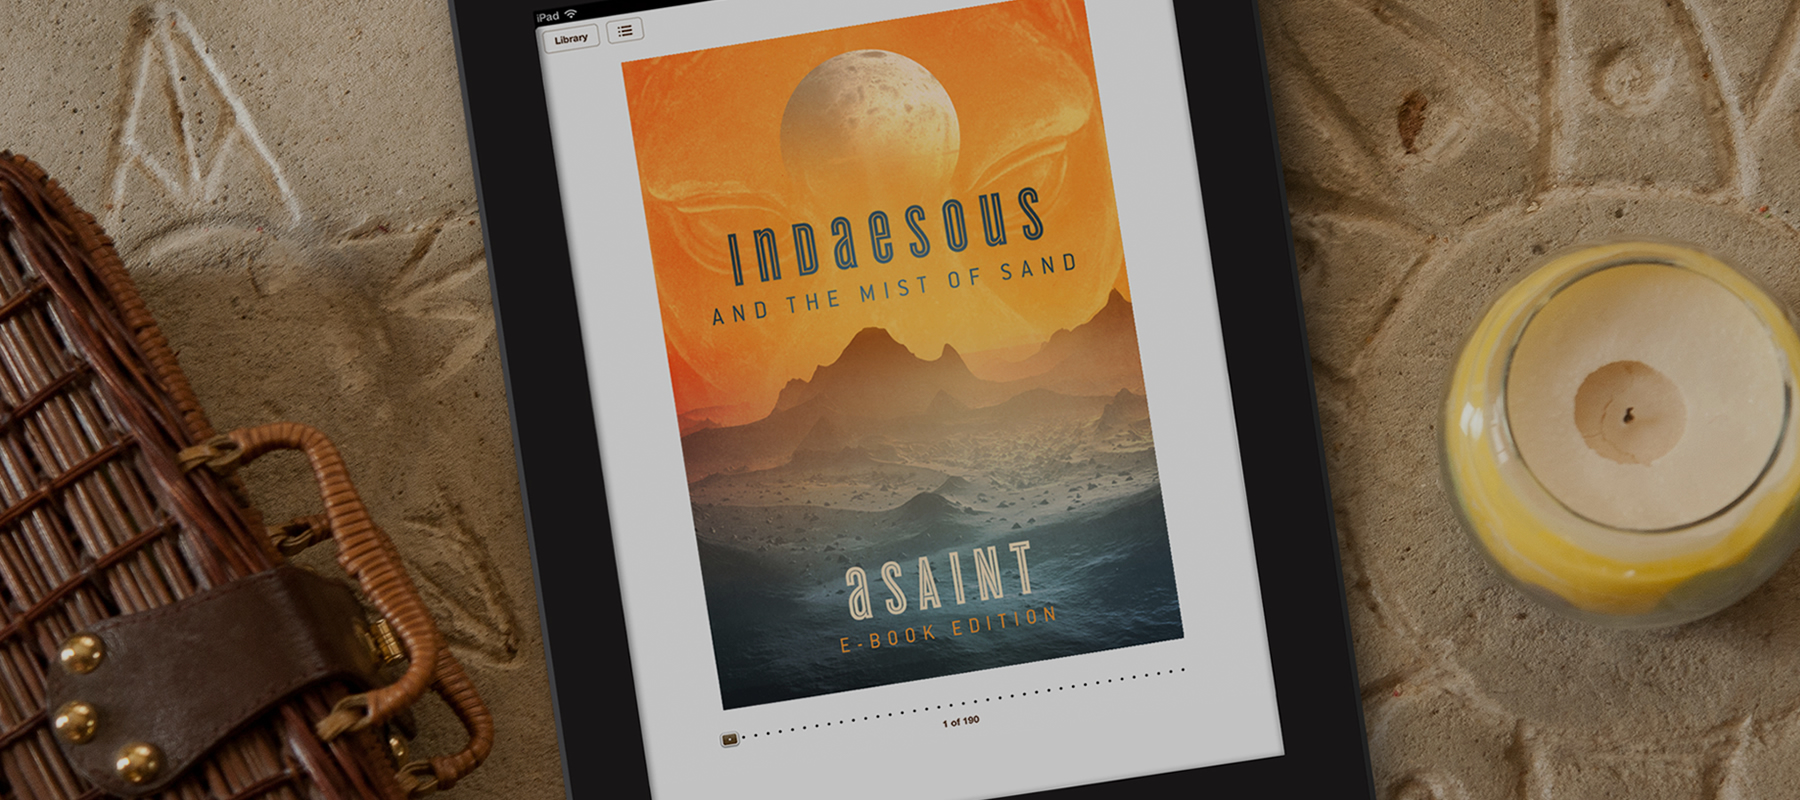 iPad
Library
INDaesous
AND THE MIST OF SAND
aSAINT
E-BOOK EDITION
1 of 190